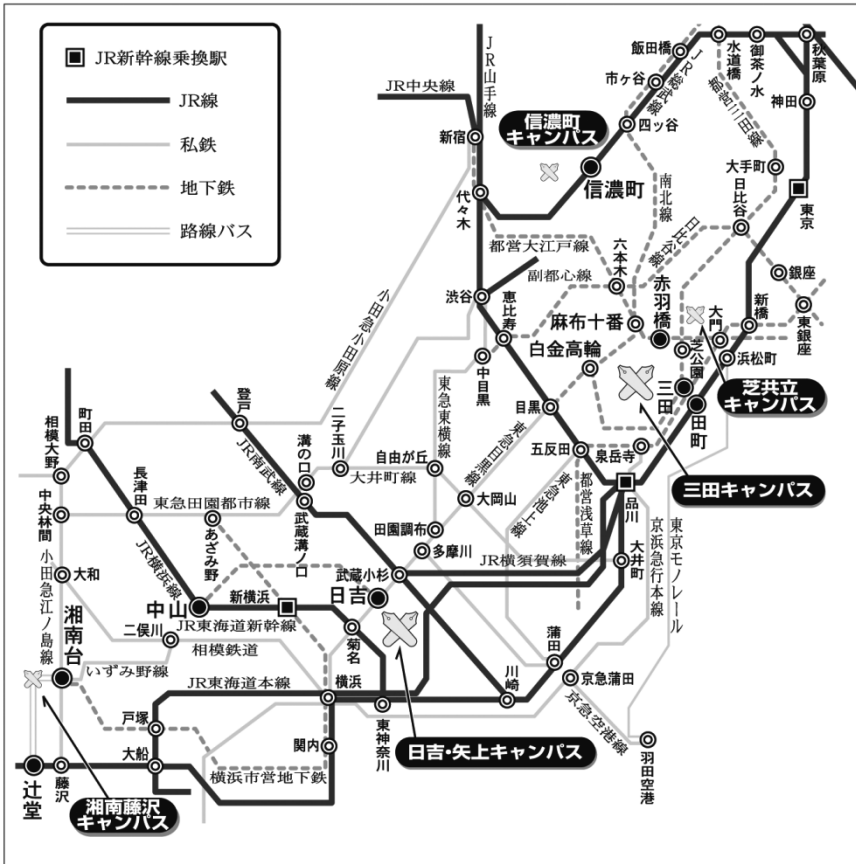 JR新幹線乗換駅
JR線
私鉄
地下鉄
路線バス
JR中央線
JR山手線
新宿
信濃町
キャンパス
飯田橋
市ヶ谷
JR総武線
四ッ谷
水道橋
御茶ノ水
秋葉原
都営三田線
神田
大手町
信濃町
代々木
南北線
日比谷
東京
日比谷線
都営大江戸線
六本木
副都心線
渋谷
恵比寿
麻布十番
赤羽橋
銀座
東銀座
大門
新橋
小田急小田原線
中目黒
白金高輪
芝公園
浜松町
三田
田町
芝共立
キャンパス
登戸
二子玉川
東急東横線
目黒
町田
相模大野
JR南武線
溝の口
自由が丘
大井町線
東急目黒線
五反田
泉岳寺
三田キャンパス
長津田
中央林間
東急田園都市線
あざみ野
武蔵溝ノ口
大岡山
東急池上線
都営浅草線
品川
田園調布
多摩川
JR横須賀線
大井町
京浜急行本線
東京モノレール
大和
JR横浜線
武蔵小杉
日吉
小田急江ノ島線
中山
新横浜
JR東海道新幹線
湘南台
二俣川
相模鉄道
菊名
蒲田
いずみ野線
京急蒲田
JR東海道本線
横浜
川崎
京急空港線
戸塚
関内
東神奈川
日吉・矢上キャンパス
羽田空港
大船
横浜市営地下鉄
辻堂
藤沢
湘南藤沢
キャンパス